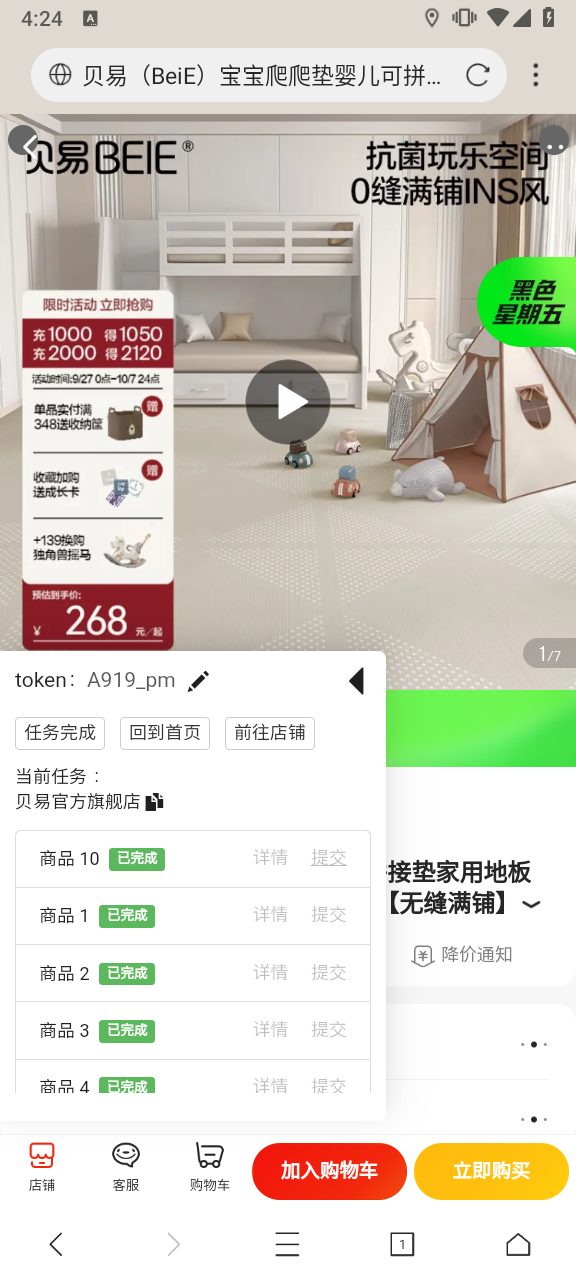 4:24
A
贝易（BeiE）宝宝爬爬垫婴儿可拼...
贝易BEIE®
抗菌玩乐空间
0缝满铺INS风
黑色
星期五
限时活动 立即抢购
充1000 得1050
充2000 得2120
活动时间:9/27 0点-10/7 24点
单品实付满
348送收纳筐
赠
收藏加购
送成长卡
赠
+139换购
独角兽摇马
预估到手价:
¥ 268 元/起
1/7
token： A919_pm
任务完成 回到首页 前往店铺
当前任务：
贝易官方旗舰店
商品 10 已完成 详情 提交
商品 1 已完成 详情 提交
商品 2 已完成 详情 提交
商品 3 已完成 详情 提交
商品 4 已完成 详情 提交
接垫家用地板
【无缝满铺】
降价通知
店铺 客服 购物车 加入购物车 立即购买
1